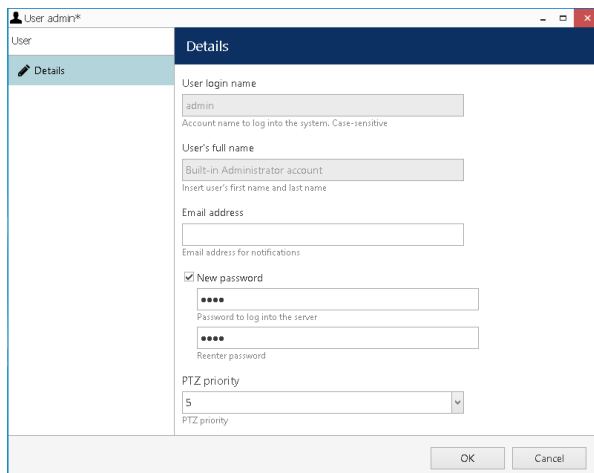 User admin*
User
Details
Details
User login name
admin
Account name to log into the system. Case-sensitive
User's full name
Built-in Administrator account
Insert user's first name and last name
Email address
Email address for notifications
New password
●●●●
Password to log into the server
●●●●
Reenter password
PTZ priority
5
PTZ priority
OK
Cancel